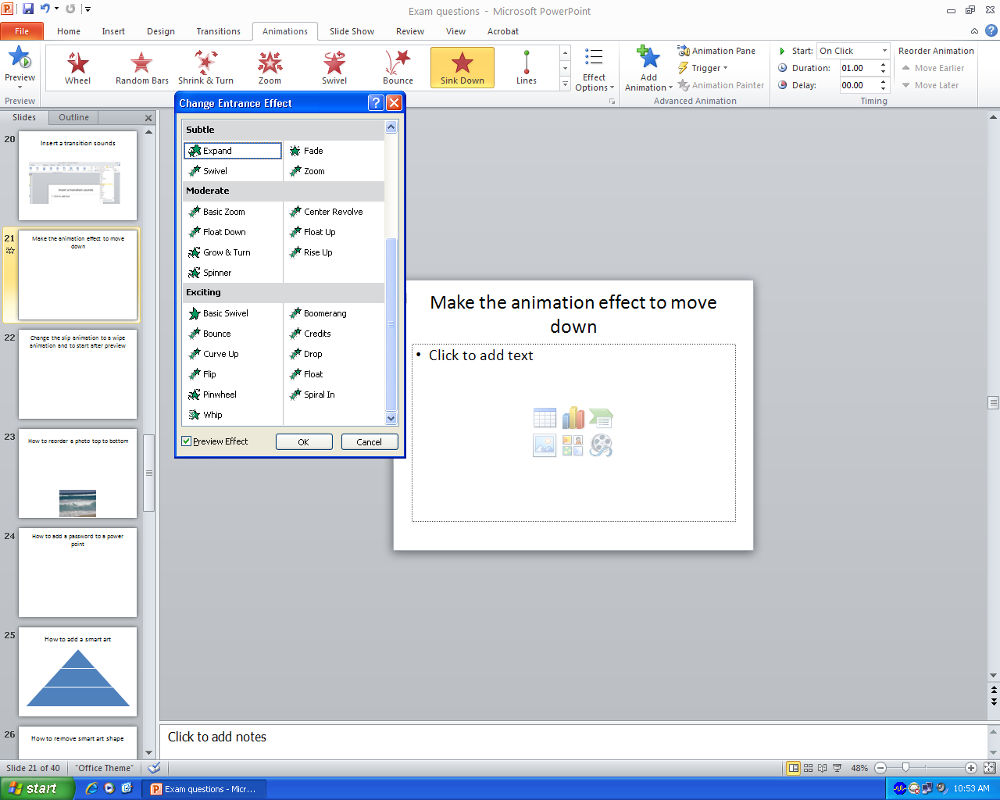 Exam questions - Microsoft PowerPoint
File Home Insert Design Transitions Animations Slide Show Review View Acrobat
Preview
Preview
Wheel Random Bars Shrink & Turn Zoom Swivel Bounce Sink Down Lines
Effect Options
Add Animation
Animation Pane
Trigger
Animation Painter
Advanced Animation
Start: On Click
Duration: 01.00
Delay: 00.00
Timing
Reorder Animation
Move Earlier
Move Later
Slides Outline
20
Insert a transition sounds
21
Make the animation effect to move
down
22
Change the slip animation to a wipe
animation and to start after preview
23
How to reorder a photo top to bottom
24
How to add a password to a power
point
25
How to add a smart art
26
How to remove smart art shape
Change Entrance Effect
Subtle
Expand Fade
Swivel Zoom
Moderate
Basic Zoom Center Revolve
Float Down Float Up
Grow & Turn Rise Up
Spinner
Exciting
Basic Swivel Boomerang
Bounce Credits
Curve Up Drop
Flip Float
Pinwheel Spiral In
Whip
Preview Effect OK Cancel
Make the animation effect to move
down
• Click to add text
Click to add notes
Slide 21 of 40 "Office Theme" 48%
start Exam questions - Micr... 10:53 AM